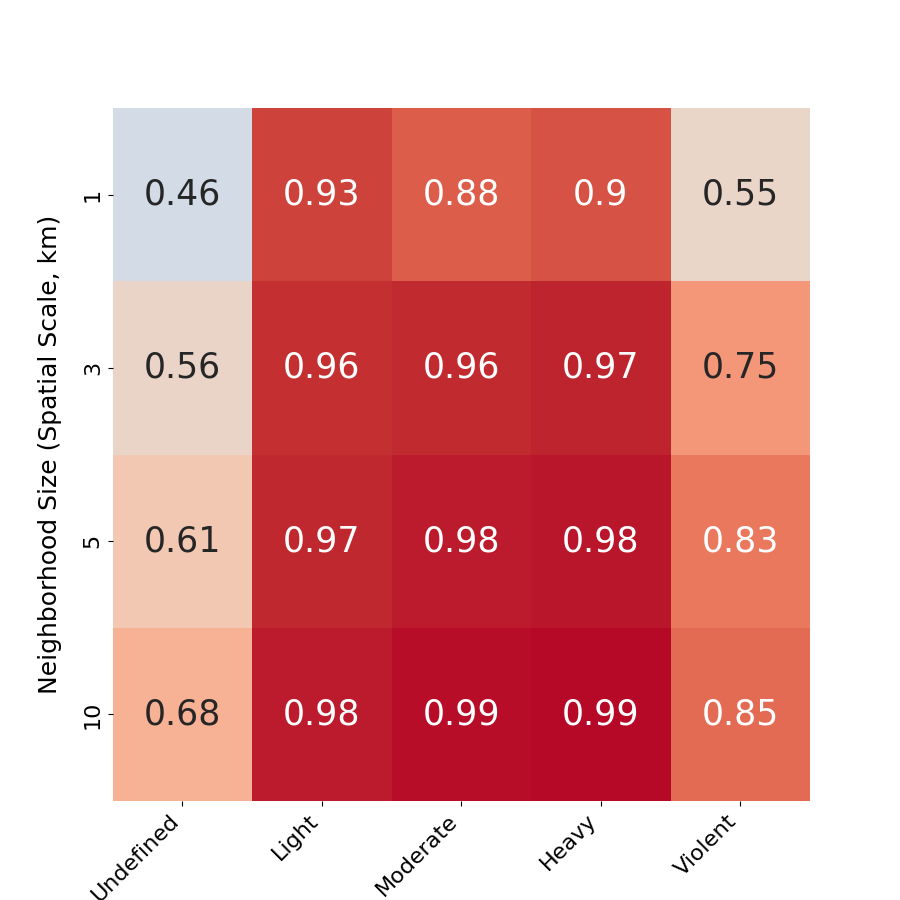 Neighborhood Size (Spatial Scale, km)
1
0.46 0.93 0.88 0.9 0.55
3
0.56 0.96 0.96 0.97 0.75
5
0.61 0.97 0.98 0.98 0.83
10
0.68 0.98 0.99 0.99 0.85
Undefined Light Moderate Heavy Violent